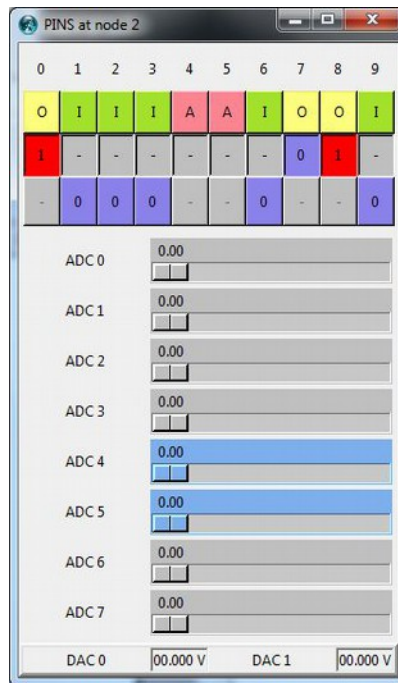 PINS at node 2
0 1 2 3 4 5 6 7 8 9
O I I I A A I O O I
1 - - - - - - 0 1 -
- 0 0 0 - - 0 - - 0
0.00
ADC 0
0.00
ADC 1
0.00
ADC 2
0.00
ADC 3
0.00
ADC 4
0.00
ADC 5
0.00
ADC 6
0.00
ADC 7
DAC 0 00.000 V DAC 1 00.000 V